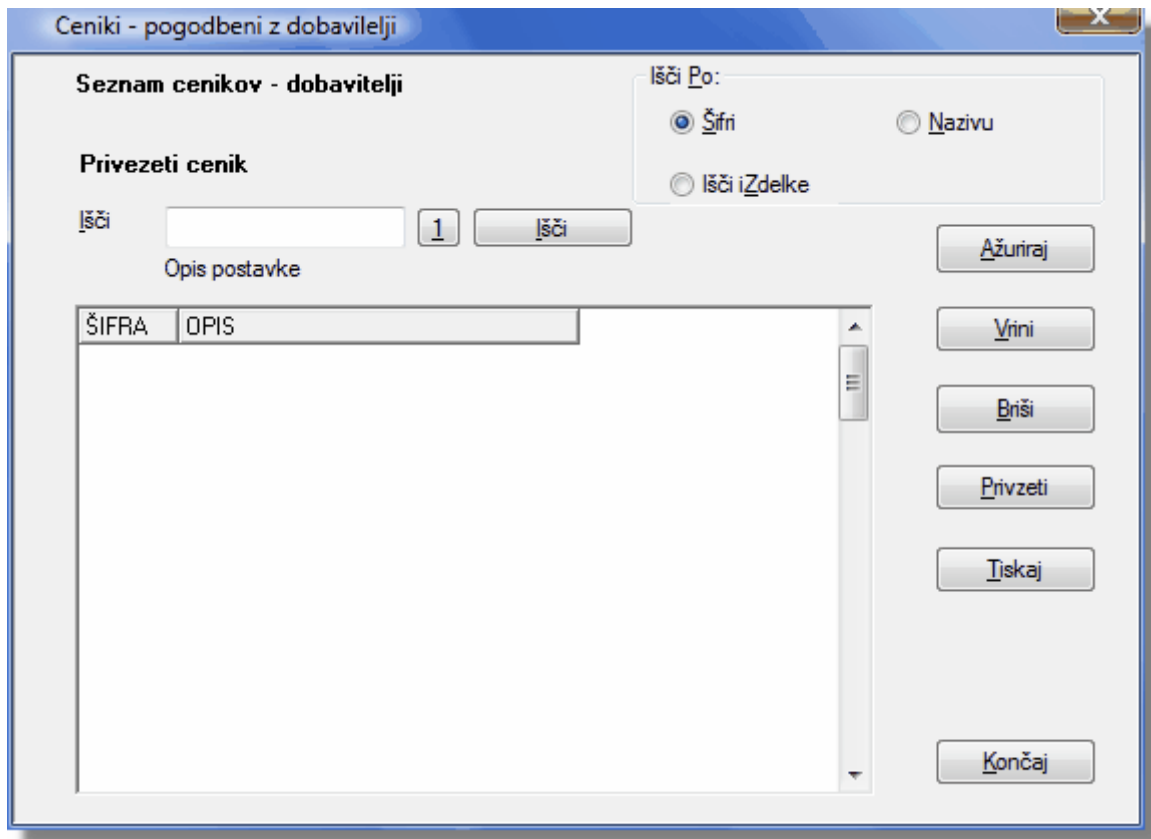 Ceniki - pogodbeni z dobavilelji
X
Seznam cenikov - dobavitelji
Išči Po:
Šifri
Nazivu
Privezeti cenik
Išči iZdelke
Išči
1
Išči
Ažuriraj
Opis postavke
ŠIFRA
OPIS
Vrini
Briši
Privzeti
Tiskaj
Končaj